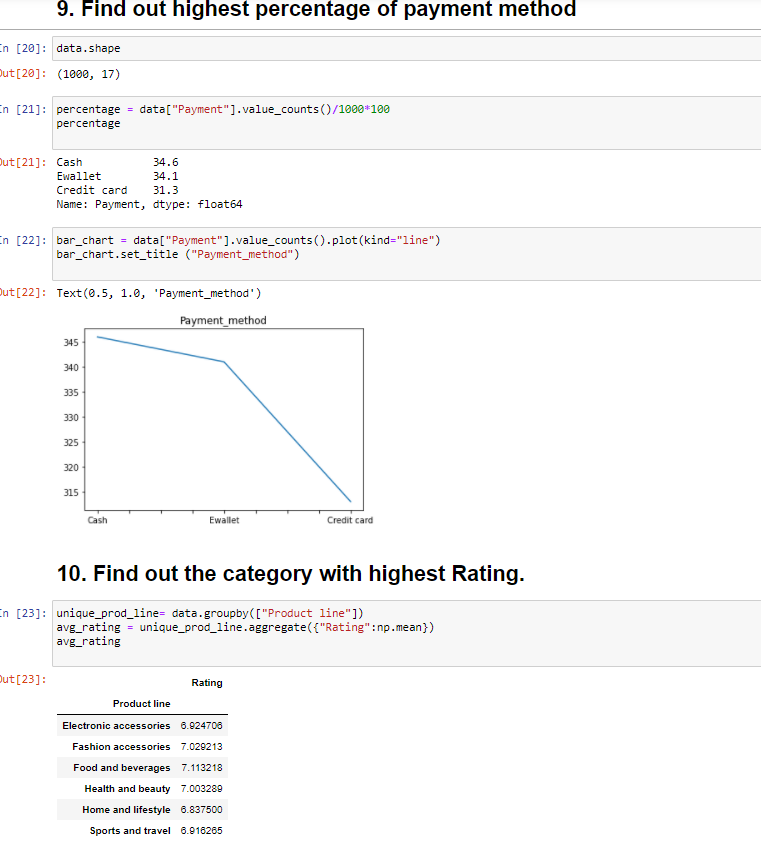 9. Find out highest percentage of payment method
In [20]: data.shape
Out[20]: (1000, 17)
In [21]: percentage = data["Payment"].value_counts()/1000*100
percentage
Out[21]: Cash 34.6
Ewallet 34.1
Credit card 31.3
Name: Payment, dtype: float64
In [22]: bar_chart = data["Payment"].value_counts().plot(kind="line")
bar_chart.set_title ("Payment_method")
Out[22]: Text(0.5, 1.0, 'Payment_method')
Payment_method
345
340
335
330
325
320
315
Cash Ewallet Credit card
10. Find out the category with highest Rating.
In [23]: unique_prod_line= data.groupby(["Product line"])
avg_rating = unique_prod_line.aggregate({"Rating":np.mean})
avg_rating
Out[23]:
Rating
Product line
Electronic accessories 6.924706
Fashion accessories 7.029213
Food and beverages 7.113218
Health and beauty 7.003289
Home and lifestyle 6.837500
Sports and travel 6.916265